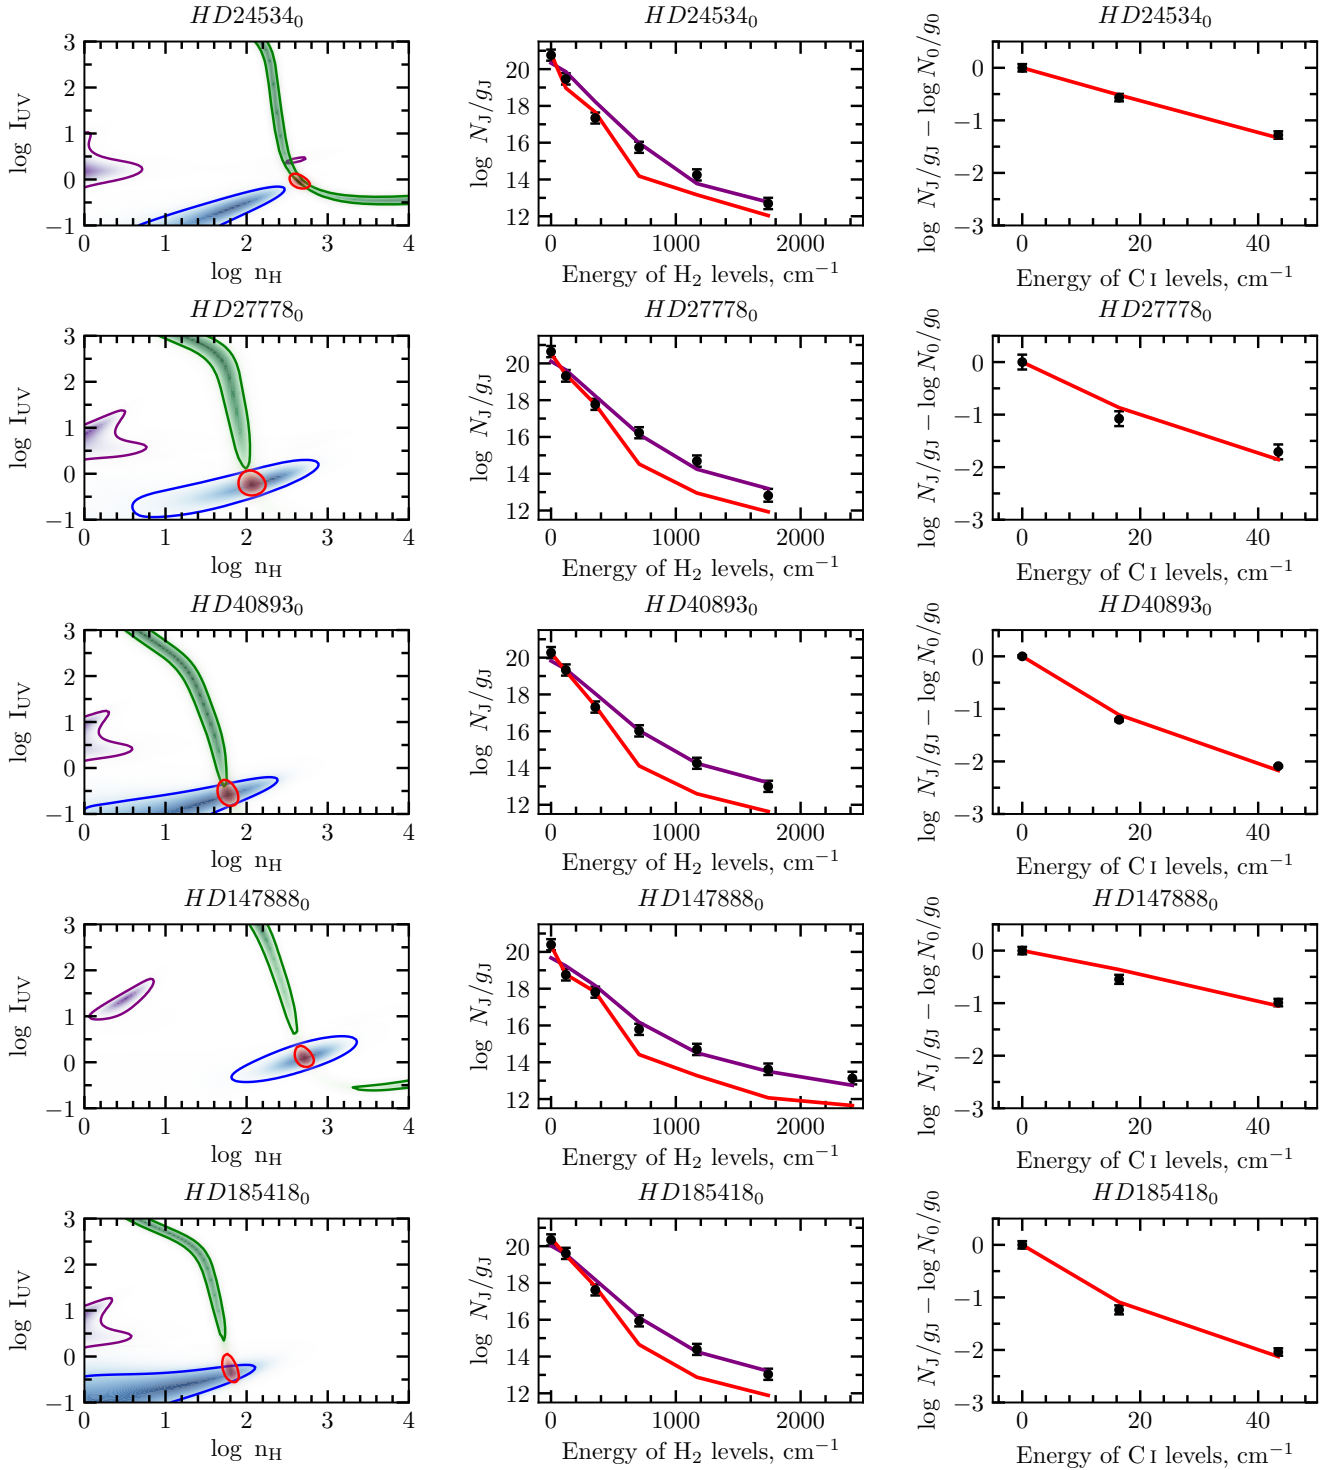 HD24534₀ HD24534₀ HD24534₀
log I_UV 3 2 1 0 −1
0 1 2 3 4
log n_H
log N_J/g_J 20 18 16 14 12
0 1000 2000
Energy of H₂ levels, cm⁻¹
log N_J/g_J − log N₀/g₀ 0 −1 −2 −3
0 20 40
Energy of C I levels, cm⁻¹
HD27778₀ HD27778₀ HD27778₀
log I_UV 3 2 1 0 −1
0 1 2 3 4
log n_H
log N_J/g_J 20 18 16 14 12
0 1000 2000
Energy of H₂ levels, cm⁻¹
log N_J/g_J − log N₀/g₀ 0 −1 −2 −3
0 20 40
Energy of C I levels, cm⁻¹
HD40893₀ HD40893₀ HD40893₀
log I_UV 3 2 1 0 −1
0 1 2 3 4
log n_H
log N_J/g_J 20 18 16 14 12
0 1000 2000
Energy of H₂ levels, cm⁻¹
log N_J/g_J − log N₀/g₀ 0 −1 −2 −3
0 20 40
Energy of C I levels, cm⁻¹
HD147888₀ HD147888₀ HD147888₀
log I_UV 3 2 1 0 −1
0 1 2 3 4
log n_H
log N_J/g_J 20 18 16 14 12
0 1000 2000
Energy of H₂ levels, cm⁻¹
log N_J/g_J − log N₀/g₀ 0 −1 −2 −3
0 20 40
Energy of C I levels, cm⁻¹
HD185418₀ HD185418₀ HD185418₀
log I_UV 3 2 1 0 −1
0 1 2 3 4
log n_H
log N_J/g_J 20 18 16 14 12
0 1000 2000
Energy of H₂ levels, cm⁻¹
log N_J/g_J − log N₀/g₀ 0 −1 −2 −3
0 20 40
Energy of C I levels, cm⁻¹